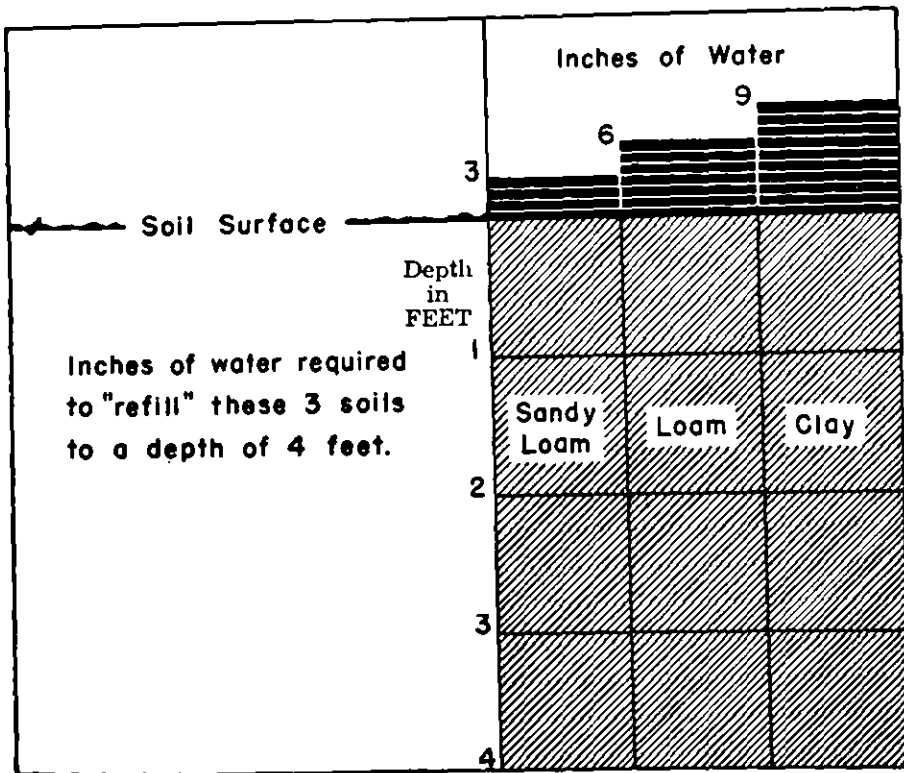 Inches of Water
9
6
3
Soil Surface
Depth
in
FEET
1
Inches of water required
to "refill" these 3 soils
to a depth of 4 feet.
Sandy
Loam
Loam
Clay
2
3
4